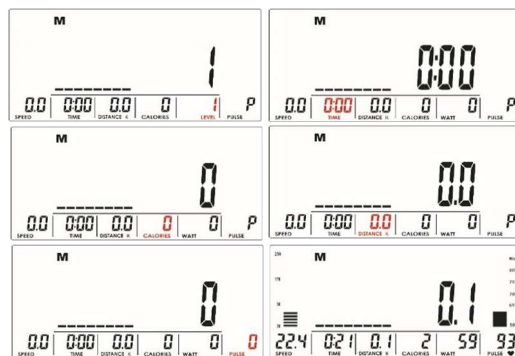 M
1
0.0 0:00 0.0 0 1 P
SPEED TIME DISTANCE K CALORIES LEVEL PULSE
M
0:00
0.0 0:00 0.0 0 0 P
SPEED TIME DISTANCE K CALORIES WATT PULSE
M
0
0.0 0:00 0.0 0 0 P
SPEED TIME DISTANCE K CALORIES WATT PULSE
M
0.0
0.0 0:00 0.0 0 0 P
SPEED TIME DISTANCE K CALORIES WATT PULSE
M
0
0.0 0:00 0.0 0 0 0
SPEED TIME DISTANCE K CALORIES WATT PULSE
M
0.1
22.4 0:21 0.1 2 59 93
SPEED TIME DISTANCE K CALORIES WATT PULSE